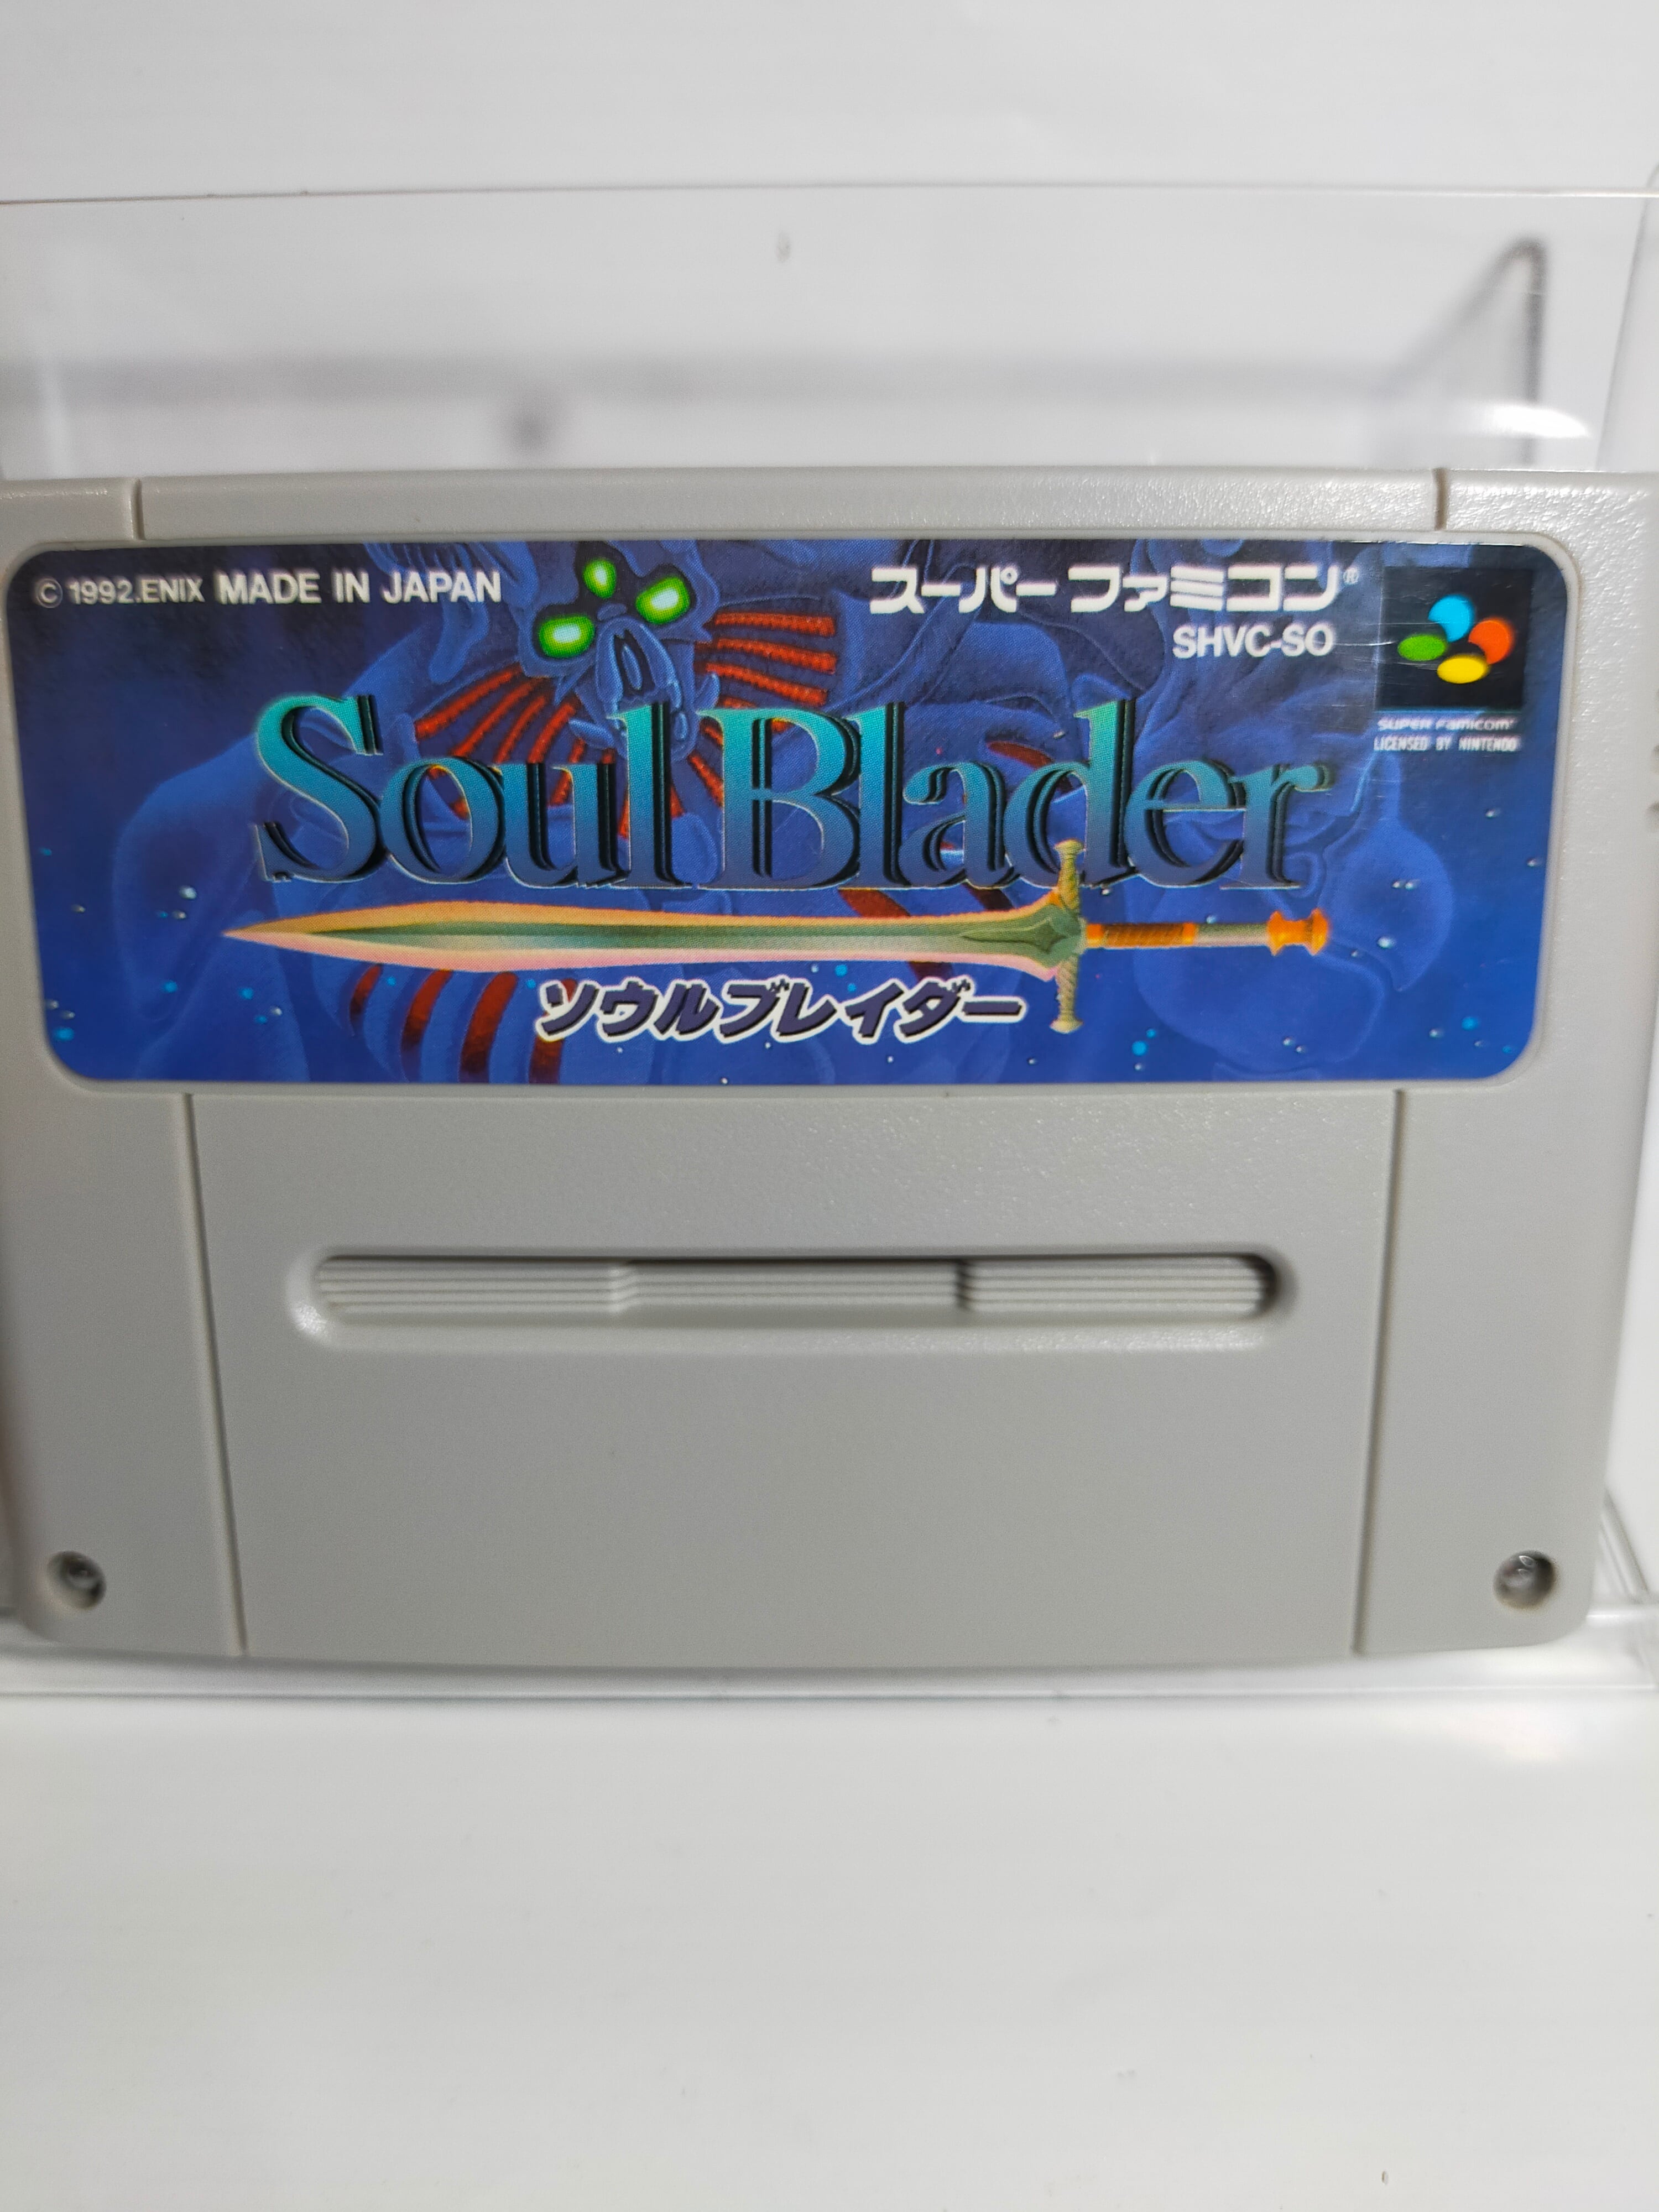 © 1992.ENIX MADE IN JAPAN
スーパーファミコン®
SHVC-SO
SUPER Famicom
LICENSED BY NINTENDO
Soul Blader
ソウルブレイダー